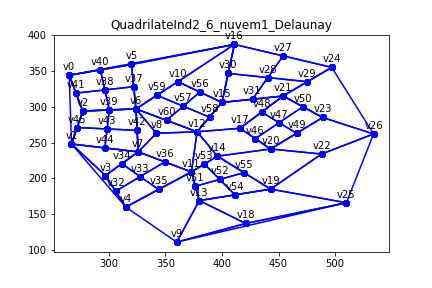 QuadrilateInd2_6_nuvem1_Delaunay
400
350
300
250
200
150
100
300
350
400
450
500
v16
v0
v40
v5
v53
v27
v24
v30
v28
v29
v10
v41
v38
v37
v59
v56
v31
v21
v15
v2
v39
v6
v57
v48
v50
v58
v23
v45
v43
v42
v60
v8
v12
v17
v47
v49
v46
v26
v1
v44
v7
v20
v22
v34
v36
v14
v11
v3
v33
v55
v32
v35
v51
v52
v19
v4
v13
v54
v25
v18
v9